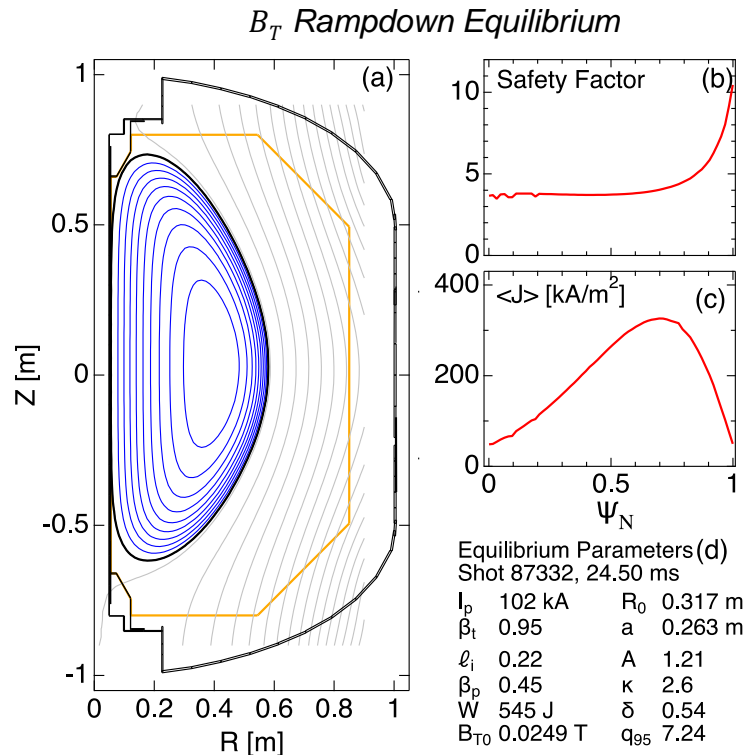 B_T Rampdown Equilibrium
(a)
1
0.5
0
-0.5
-1
Z [m]
0
0.2
0.4
0.6
0.8
1
R [m]
Safety Factor
(b)
10
5
0
<J> [kA/m²]
(c)
400
200
0
0
0.5
1
Ψ_N
Equilibrium Parameters (d)
Shot 87332, 24.50 ms
I_p 102 kA R_0 0.317 m
β_t 0.95 a 0.263 m
ℓ_i 0.22 A 1.21
β_p 0.45 κ 2.6
W 545 J δ 0.54
B_T0 0.0249 T q_95 7.24